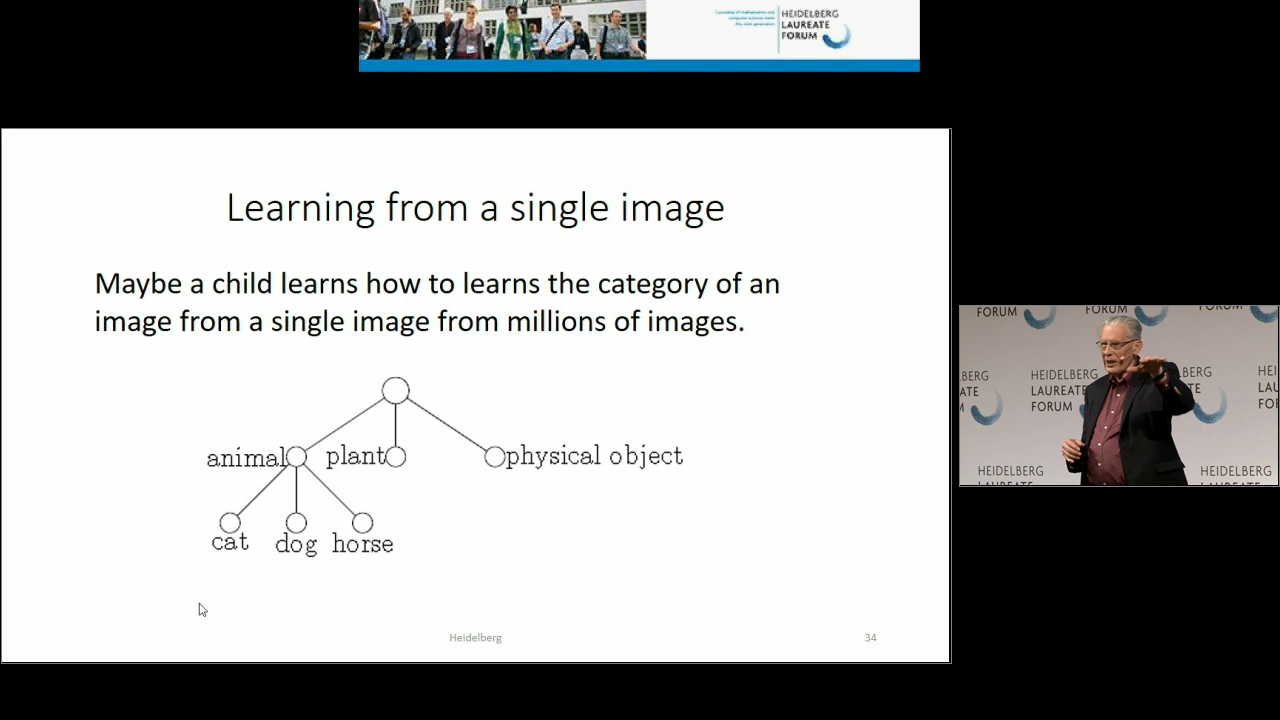 HEIDELBERG
LAUREATE
FORUM
Learning from a single image
Maybe a child learns how to learns the category of an
image from a single image from millions of images.
animal plant physical object
cat dog horse
Heidelberg 34
FORUM FORUM FORUM
HEIDELBERG
LAUREATE
FORUM
HEIDELBERG
HEIDELBERG